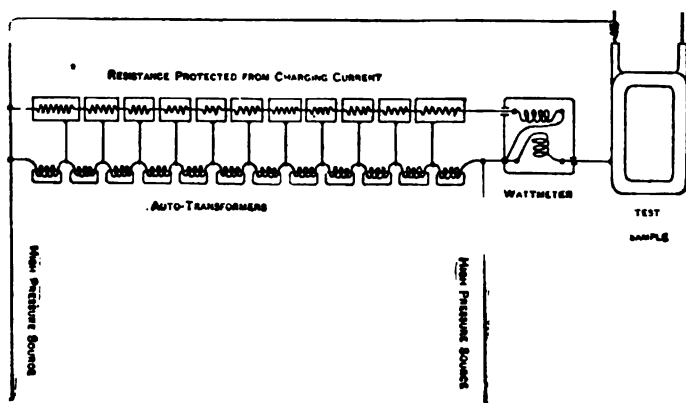 RESISTANCE PROTECTED FROM CHARGING CURRENT
AUTO-TRANSFORMERS
WATTMETER
TEST
SAMPLE
HIGH PRESSURE SOURCE
HIGH PRESSURE SOURCE